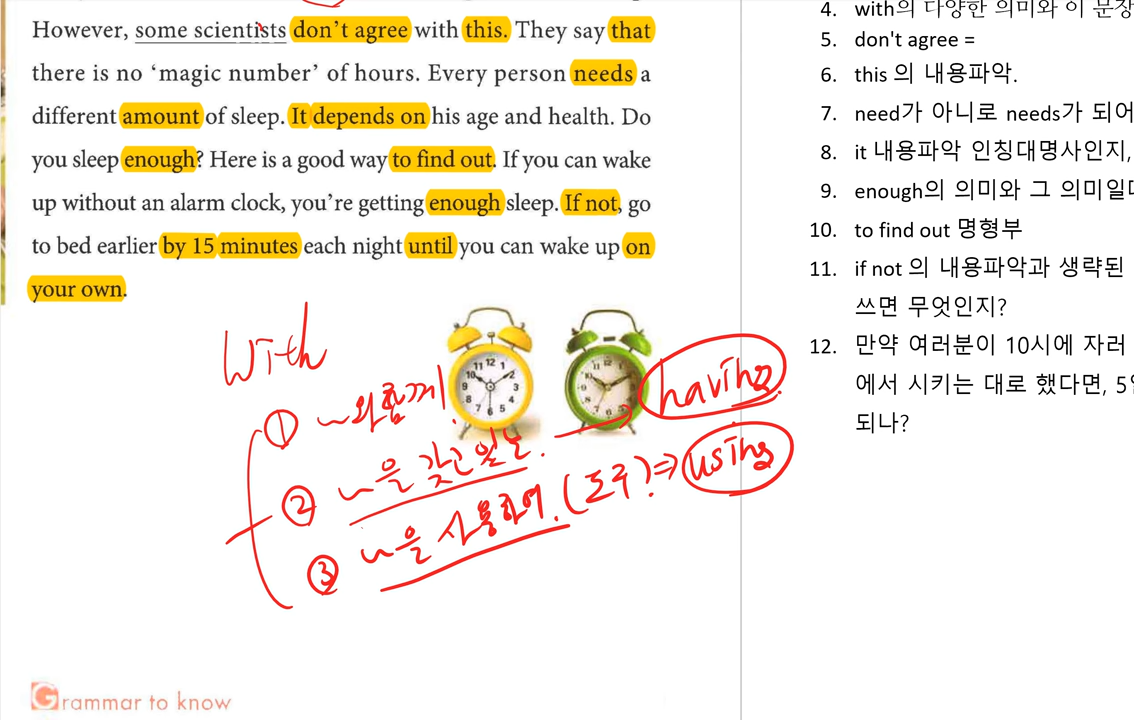 However, some scientists don't agree with this. They say that
there is no 'magic number' of hours. Every person needs a
different amount of sleep. It depends on his age and health. Do
you sleep enough? Here is a good way to find out. If you can wake
up without an alarm clock, you're getting enough sleep. If not, go
to bed earlier by 15 minutes each night until you can wake up on
your own.
with
① ~와 함께.
② ~을 갖고 있는. → having
③ ~을 사용하여. (도구) ⇒ using
Grammar to know
4. with의 다양한 의미와 이 문장
5. don't agree =
6. this 의 내용파악.
7. need가 아니로 needs가 되어
8. it 내용파악 인칭대명사인지,
9. enough의 의미와 그 의미일
10. to find out 명형부
11. if not 의 내용파악과 생략된
쓰면 무엇인지?
12. 만약 여러분이 10시에 자러
에서 시키는 대로 했다면, 5
되나?